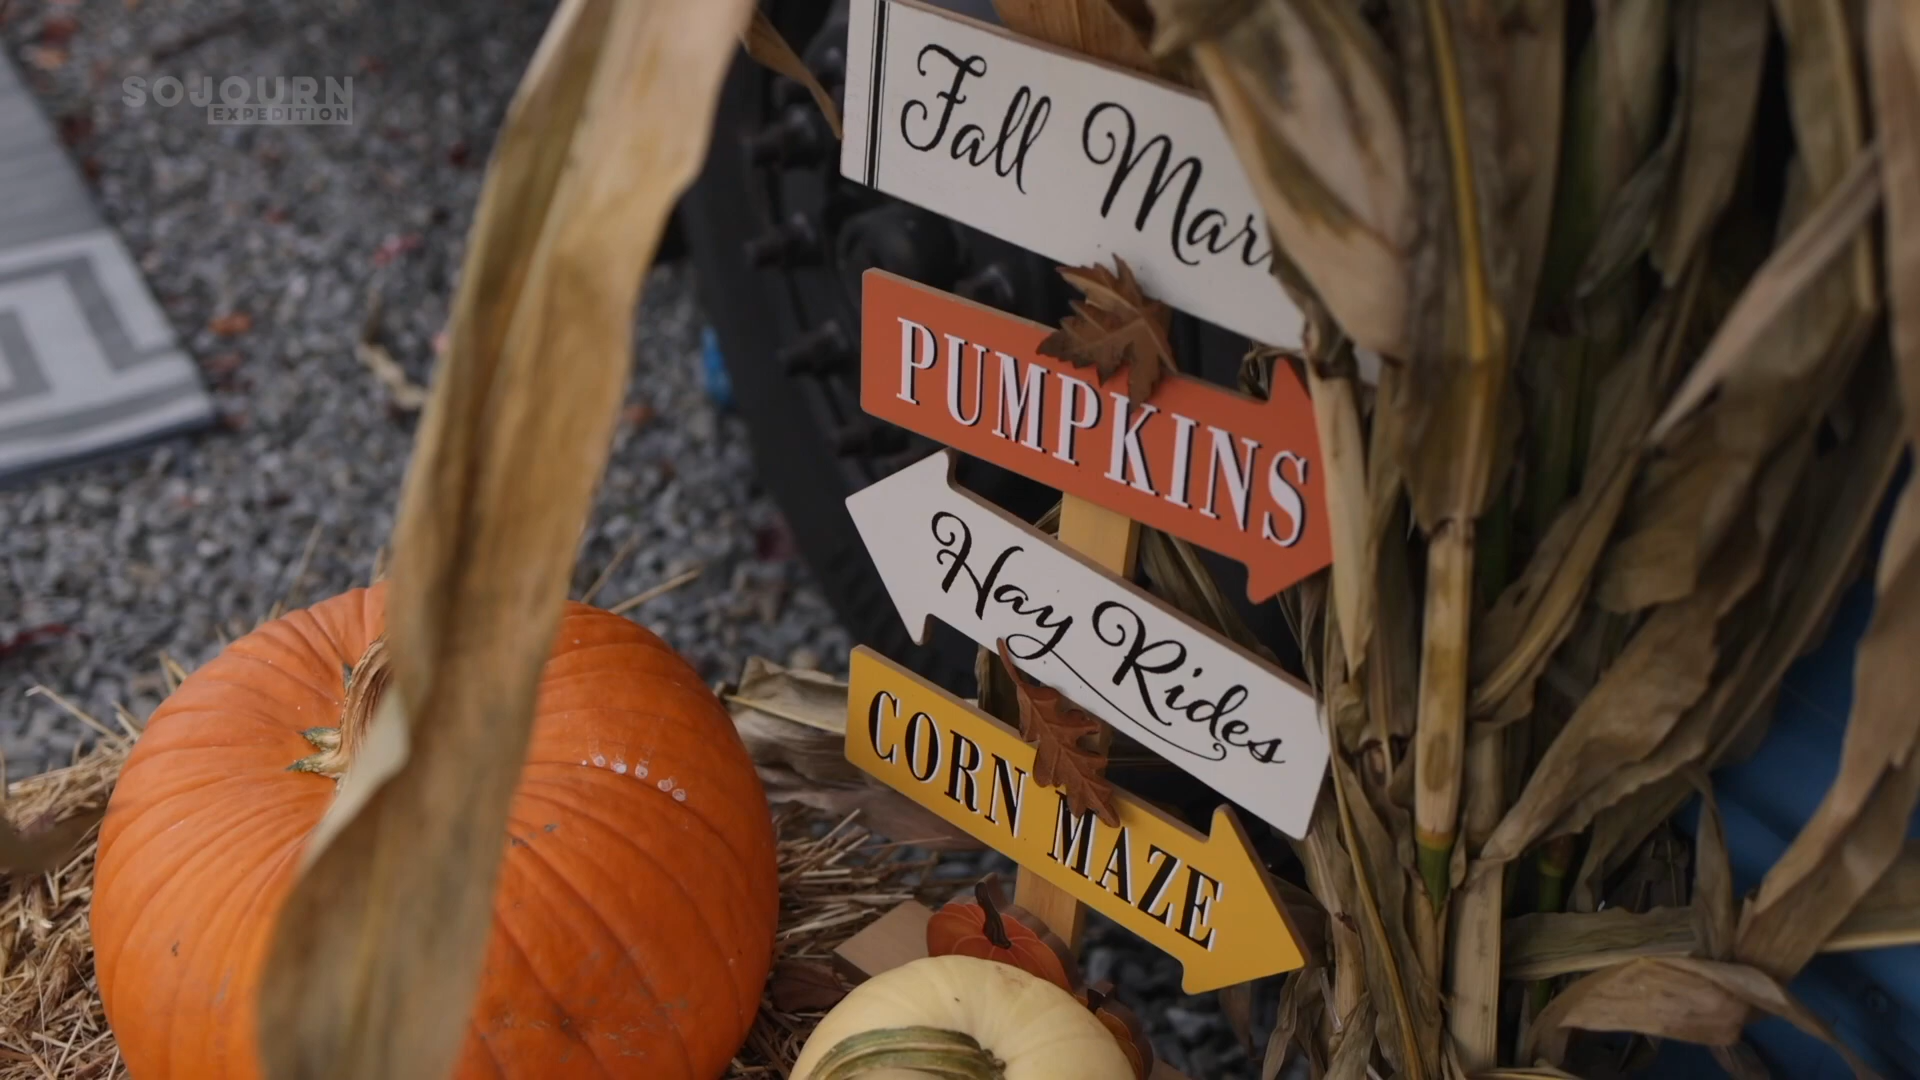 SOJOURN
EXPEDITION
Fall Mar
PUMPKINS
Hay Rides
CORN MAZE